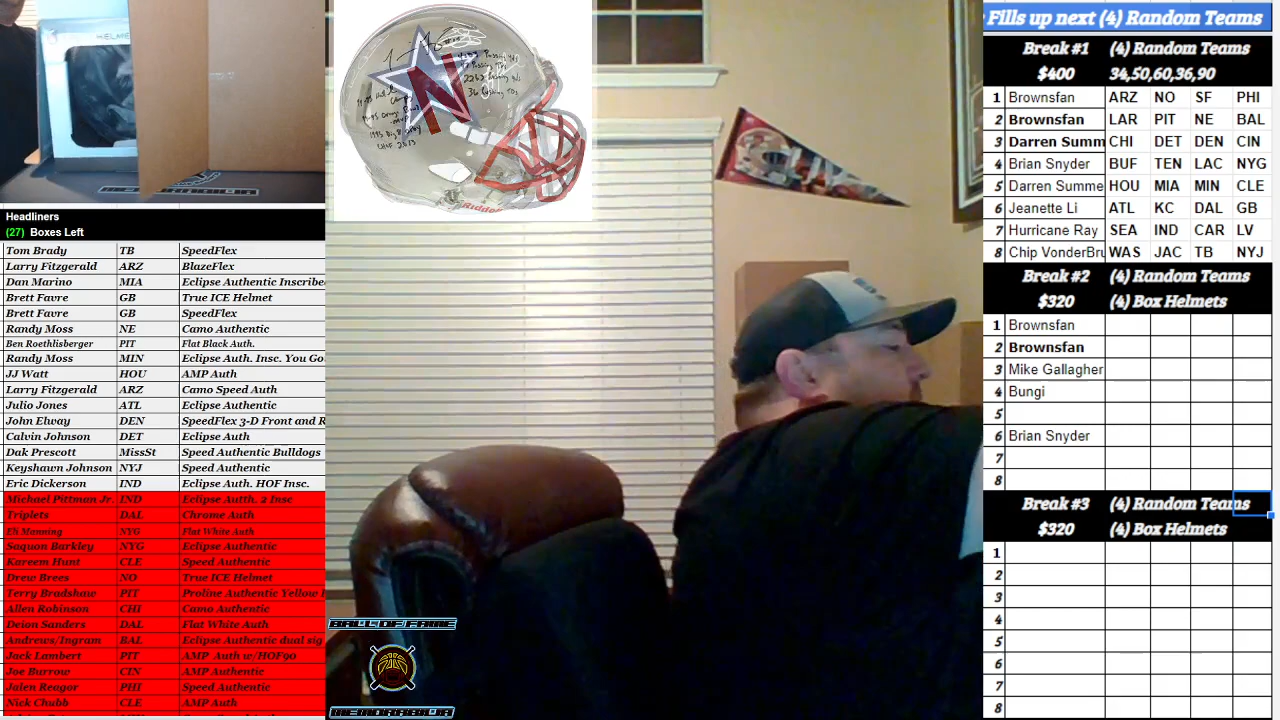 Fills up next (4) Random Teams
Break #1 (4) Random Teams
$400 34,50,60,36,90
1 Brownsfan ARZ NO SF PHI
2 Brownsfan LAR PIT NE BAL
3 Darren Summ CHI DET DEN CIN
4 Brian Snyder BUF TEN LAC NYG
5 Darren Summe HOU MIA MIN CLE
6 Jeanette Li ATL KC DAL GB
7 Hurricane Ray SEA IND CAR LV
8 Chip VonderBru WAS JAC TB NYJ
Break #2 (4) Random Teams
$320 (4) Box Helmets
1 Brownsfan
2 Brownsfan
3 Mike Gallagher
4 Bungi
5
6 Brian Snyder
7
8
Break #3 (4) Random Teams
$320 (4) Box Helmets
1
2
3
4
5
6
7
8
Headliners
(27) Boxes Left
Tom Brady TB SpeedFlex
Larry Fitzgerald ARZ BlazeFlex
Dan Marino MIA Eclipse Authentic Inscribe
Brett Favre GB True ICE Helmet
Brett Favre GB SpeedFlex
Randy Moss NE Camo Authentic
Ben Roethlisberger PIT Flat Black Auth.
Randy Moss MIN Eclipse Auth. Insc. You Go
JJ Watt HOU AMP Auth
Larry Fitzgerald ARZ Camo Speed Auth
Julio Jones ATL Eclipse Authentic
John Elway DEN SpeedFlex 3-D Front and R
Calvin Johnson DET Eclipse Auth
Dak Prescott MissSt Speed Authentic Bulldogs
Keyshawn Johnson NYJ Speed Authentic
Eric Dickerson IND Eclipse Auth. HOF Insc.
Michael Pittman Jr. IND Eclipse Autth. 2 Insc
Triplets DAL Chrome Auth
Eli Manning NYG Flat White Auth
Saquon Barkley NYG Eclipse Authentic
Kareem Hunt CLE Speed Authentic
Drew Brees NO True ICE Helmet
Terry Bradshaw PIT Proline Authentic Yellow
Allen Robinson CHI Camo Authentic
Deion Sanders DAL Flat White Auth
Andrews/Ingram BAL Eclipse Authentic dual sig
Jack Lambert PIT AMP Auth w/HOF90
Joe Burrow CIN AMP Authentic
Jalen Reagor PHI Speed Authentic
Nick Chubb CLE AMP Auth
BALL OF FAME
MEMORABILIA
N
Riddell